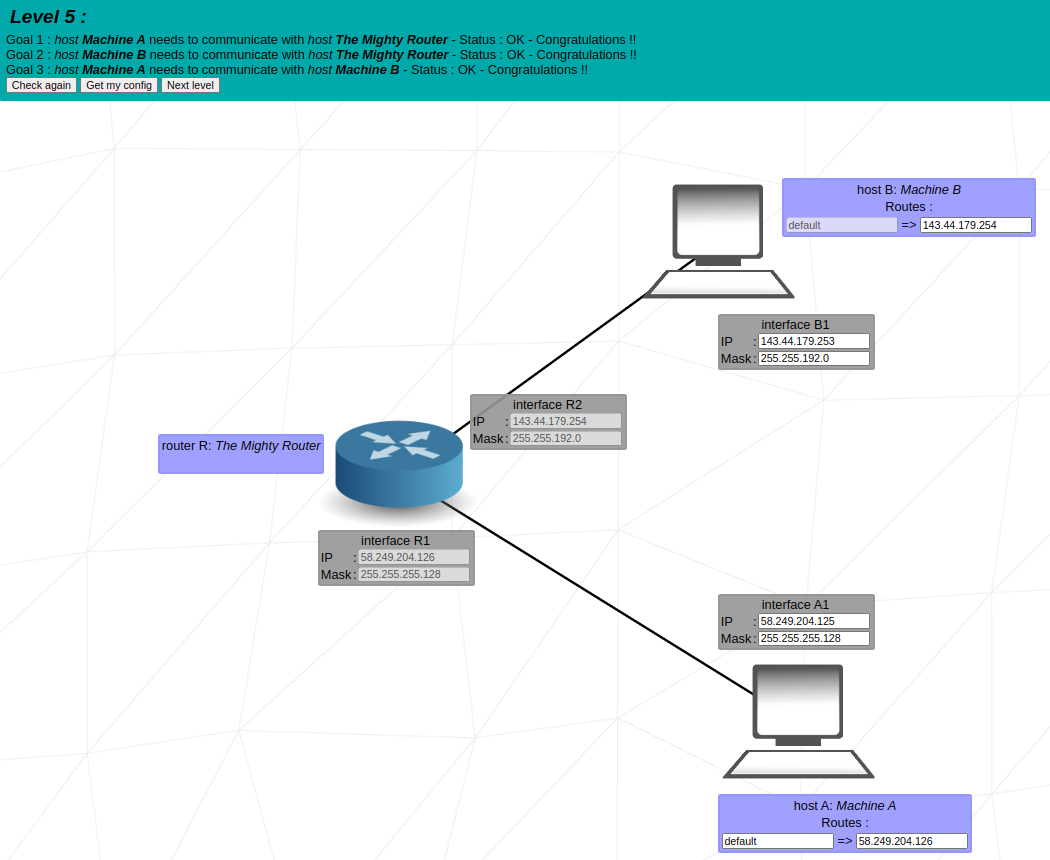 Level 5 :
Goal 1 : host Machine A needs to communicate with host The Mighty Router - Status : OK - Congratulations !!
Goal 2 : host Machine B needs to communicate with host The Mighty Router - Status : OK - Congratulations !!
Goal 3 : host Machine A needs to communicate with host Machine B - Status : OK - Congratulations !!
Check again Get my config Next level
host B: Machine B
Routes :
default => 143.44.179.254
interface B1
IP : 143.44.179.253
Mask : 255.255.192.0
interface R2
IP : 143.44.179.254
Mask : 255.255.192.0
router R: The Mighty Router
interface R1
IP : 58.249.204.126
Mask : 255.255.255.128
interface A1
IP : 58.249.204.125
Mask : 255.255.255.128
host A: Machine A
Routes :
default => 58.249.204.126